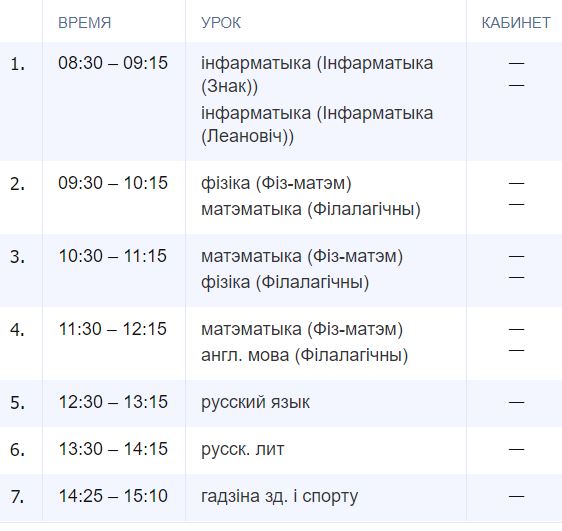 ВРЕМЯ УРОК КАБИНЕТ
1. 08:30 – 09:15 інфарматыка (Інфарматыка —
(Знак)) —
інфарматыка (Інфарматыка
(Леановіч))
2. 09:30 – 10:15 фізіка (Фіз-матэм) —
матэматыка (Філалагічны) —
3. 10:30 – 11:15 матэматыка (Фіз-матэм) —
фізіка (Філалагічны) —
4. 11:30 – 12:15 матэматыка (Фіз-матэм) —
англ. мова (Філалагічны) —
5. 12:30 – 13:15 русский язык —
6. 13:30 – 14:15 русск. лит —
7. 14:25 – 15:10 гадзіна зд. і спорту —